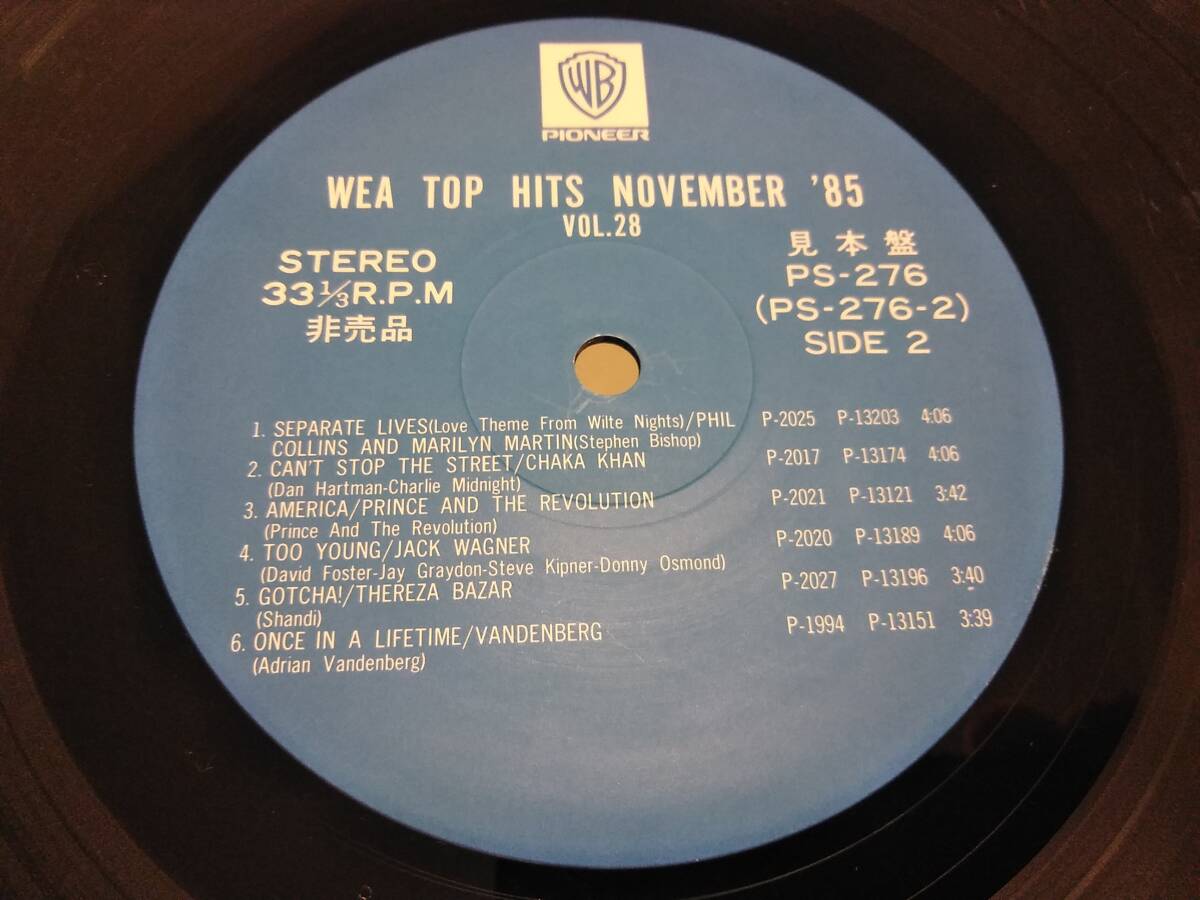 WB
PIONEER
WEA TOP HITS NOVEMBER '85
VOL.28
STEREO
33 1/3 R.P.M
非売品
見本盤
PS-276
(PS-276-2)
SIDE 2
1. SEPARATE LIVES(Love Theme From Wilte Nights)/PHIL P-2025 P-13203 4:06
COLLINS AND MARILYN MARTIN(Stephen Bishop)
2. CAN'T STOP THE STREET/CHAKA KHAN P-2017 P-13174 4:06
(Dan Hartman-Charlie Midnight)
3. AMERICA/PRINCE AND THE REVOLUTION P-2021 P-13121 3:42
(Prince And The Revolution)
4. TOO YOUNG/JACK WAGNER P-2020 P-13189 4:06
(David Foster-Jay Graydon-Steve Kipner-Donny Osmond)
5. GOTCHA!/THEREZA BAZAR P-2027 P-13196 3:40
(Shandi)
6. ONCE IN A LIFETIME/VANDENBERG P-1994 P-13151 3:39
(Adrian Vandenberg)